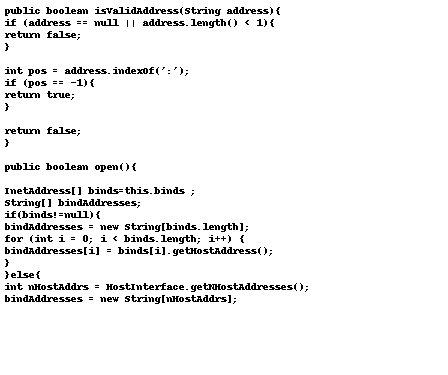 public boolean isValidAddress(String address){
if (address == null || address.length() < 1){
return false;
}

int pos = address.indexOf(':');
if (pos == -1){
return true;
}

return false;
}

public boolean open(){

InetAddress[] binds=this.binds ;
String[] bindAddresses;
if(binds!=null){
bindAddresses = new String[binds.length];
for (int i = 0; i < binds.length; i++) {
bindAddresses[i] = binds[i].getHostAddress();
}
}else{
int nHostAddrs = HostInterface.getNHostAddresses();
bindAddresses = new String[nHostAddrs];